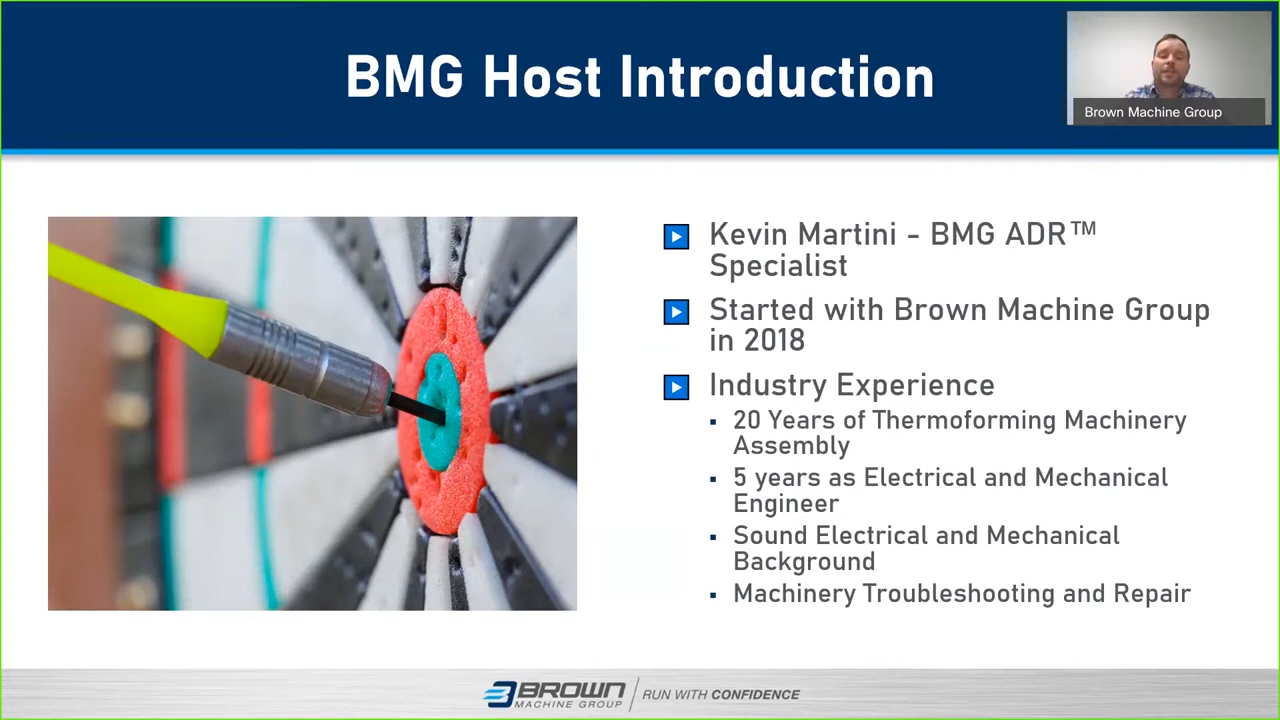 BMG Host Introduction
Brown Machine Group
Kevin Martini - BMG ADR™
Specialist
Started with Brown Machine Group
in 2018
Industry Experience
20 Years of Thermoforming Machinery
Assembly
5 years as Electrical and Mechanical
Engineer
Sound Electrical and Mechanical
Background
Machinery Troubleshooting and Repair
BROWN
MACHINE GROUP
RUN WITH CONFIDENCE